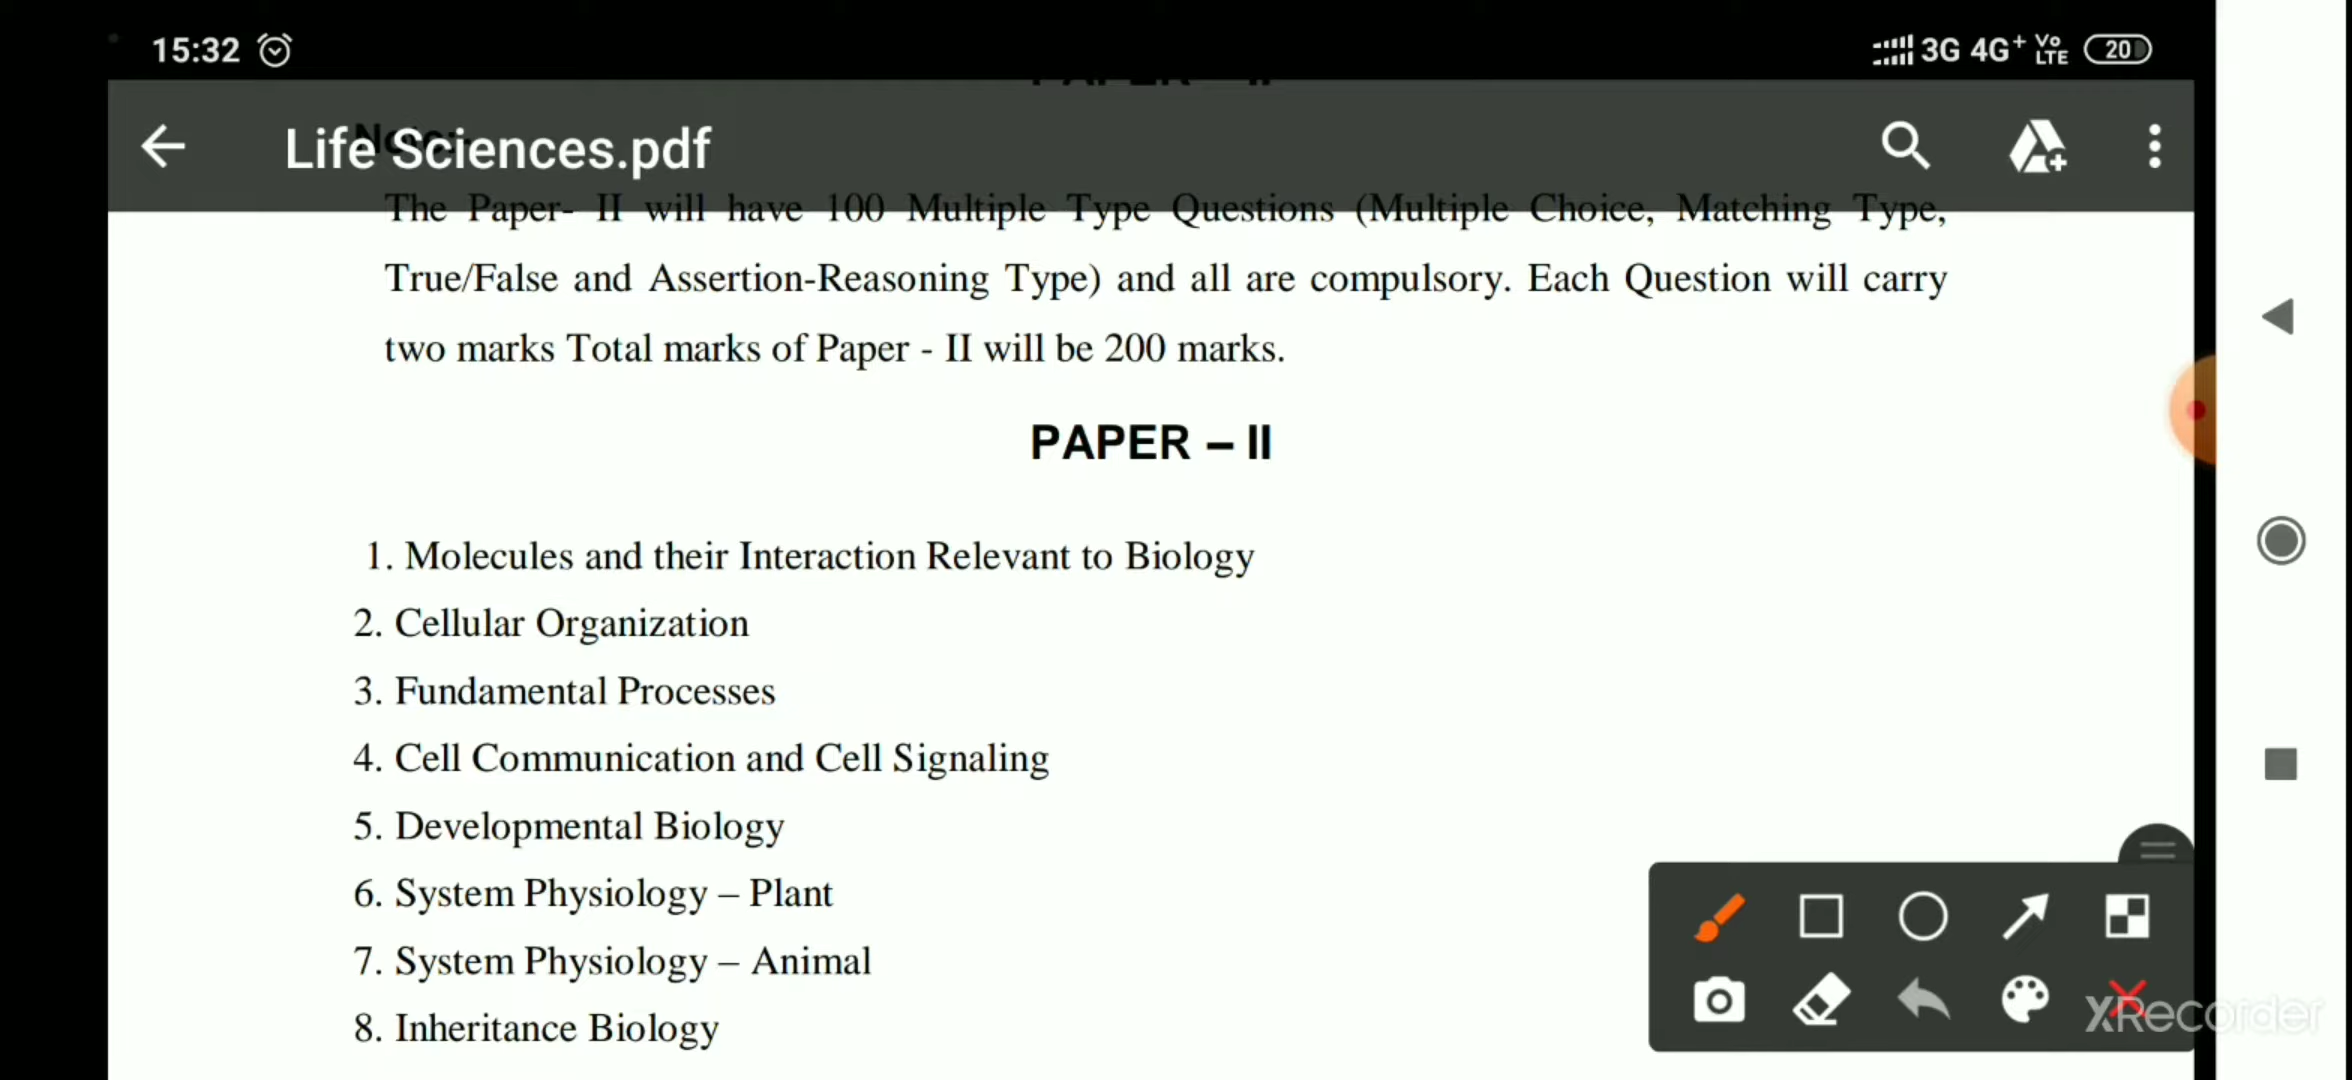 15:32
3G 4G+ Vo LTE 20
PAPER – II
Note:
Life Sciences.pdf
The Paper- II will have 100 Multiple Type Questions (Multiple Choice, Matching Type,
True/False and Assertion-Reasoning Type) and all are compulsory. Each Question will carry
two marks Total marks of Paper - II will be 200 marks.
PAPER – II
1. Molecules and their Interaction Relevant to Biology
2. Cellular Organization
3. Fundamental Processes
4. Cell Communication and Cell Signaling
5. Developmental Biology
6. System Physiology – Plant
7. System Physiology – Animal
8. Inheritance Biology
XRecorder